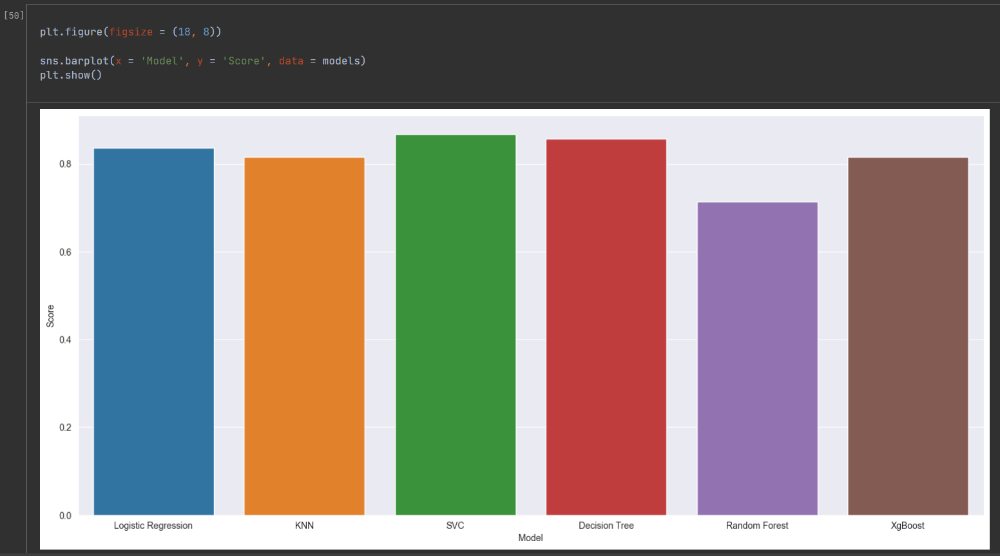 [50]
plt.figure(figsize = (18, 8))
sns.barplot(x = 'Model', y = 'Score', data = models)
plt.show()
0.8
0.6
Score
0.4
0.2
0.0
Logistic Regression KNN SVC Decision Tree Random Forest XgBoost
Model